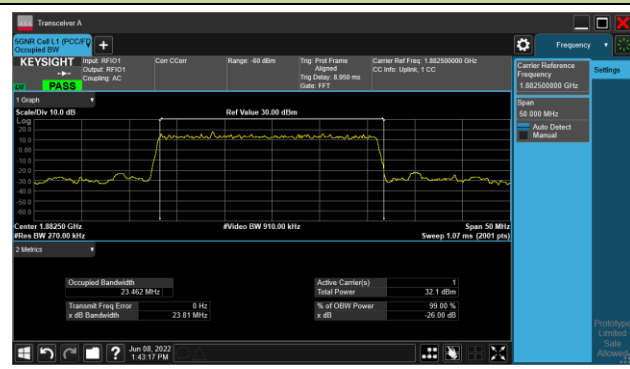 Transceiver A
5GNR Cell L1 (PCC/F
Occupied BW
Frequency
KEYSIGHT
Input: RFIO1
Output: RFIO1
Coupling: AC
Corr CCorr
Range: -60 dBm
Trig: Prot Frame
Aligned
Trig Delay: 8.950 ms
Gate: FFT
Carrier Ref Freq: 1.882500000 GHz
CC Info: Uplink, 1 CC
PASS
Carrier Reference
Frequency
1.882500000 GHz
Settings
Span
50.000 MHz
Auto Detect
Manual
1 Graph
Scale/Div 10.0 dB
Ref Value 30.00 dBm
Log
20.0
10.0
0.00
-10.0
-20.0
-30.0
-40.0
-50.0
-60.0
Center 1.88250 GHz
#Video BW 910.00 kHz
Span 50 MHz
#Res BW 270.00 kHz
Sweep 1.07 ms (2001 pts)
2 Metrics
Occupied Bandwidth
23.462 MHz
Active Carrier(s) 1
Total Power 32.1 dBm
Transmit Freq Error 0 Hz
x dB Bandwidth 23.81 MHz
% of OBW Power 99.00 %
x dB -26.00 dB
Prototype
Limited
Sale
Allowed
Jun 08, 2022
1:43:17 PM